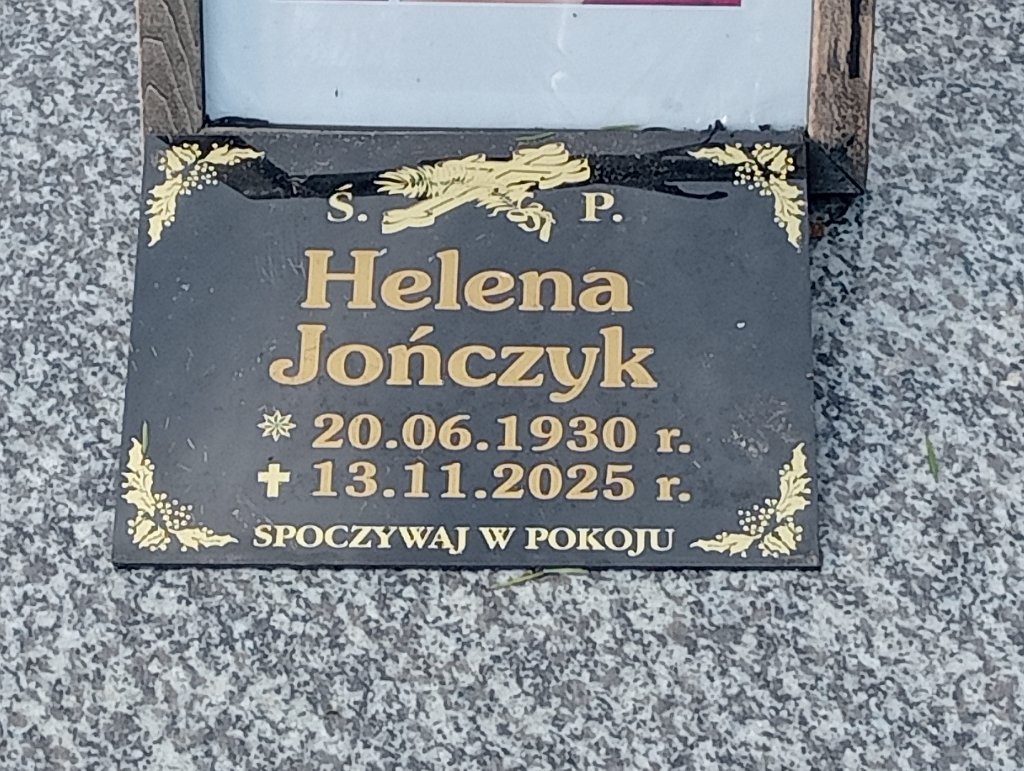 Ś. P.
Helena
Jończyk
20.06.1930 r.
13.11.2025 r.
SPOCZYWAJ W POKOJU